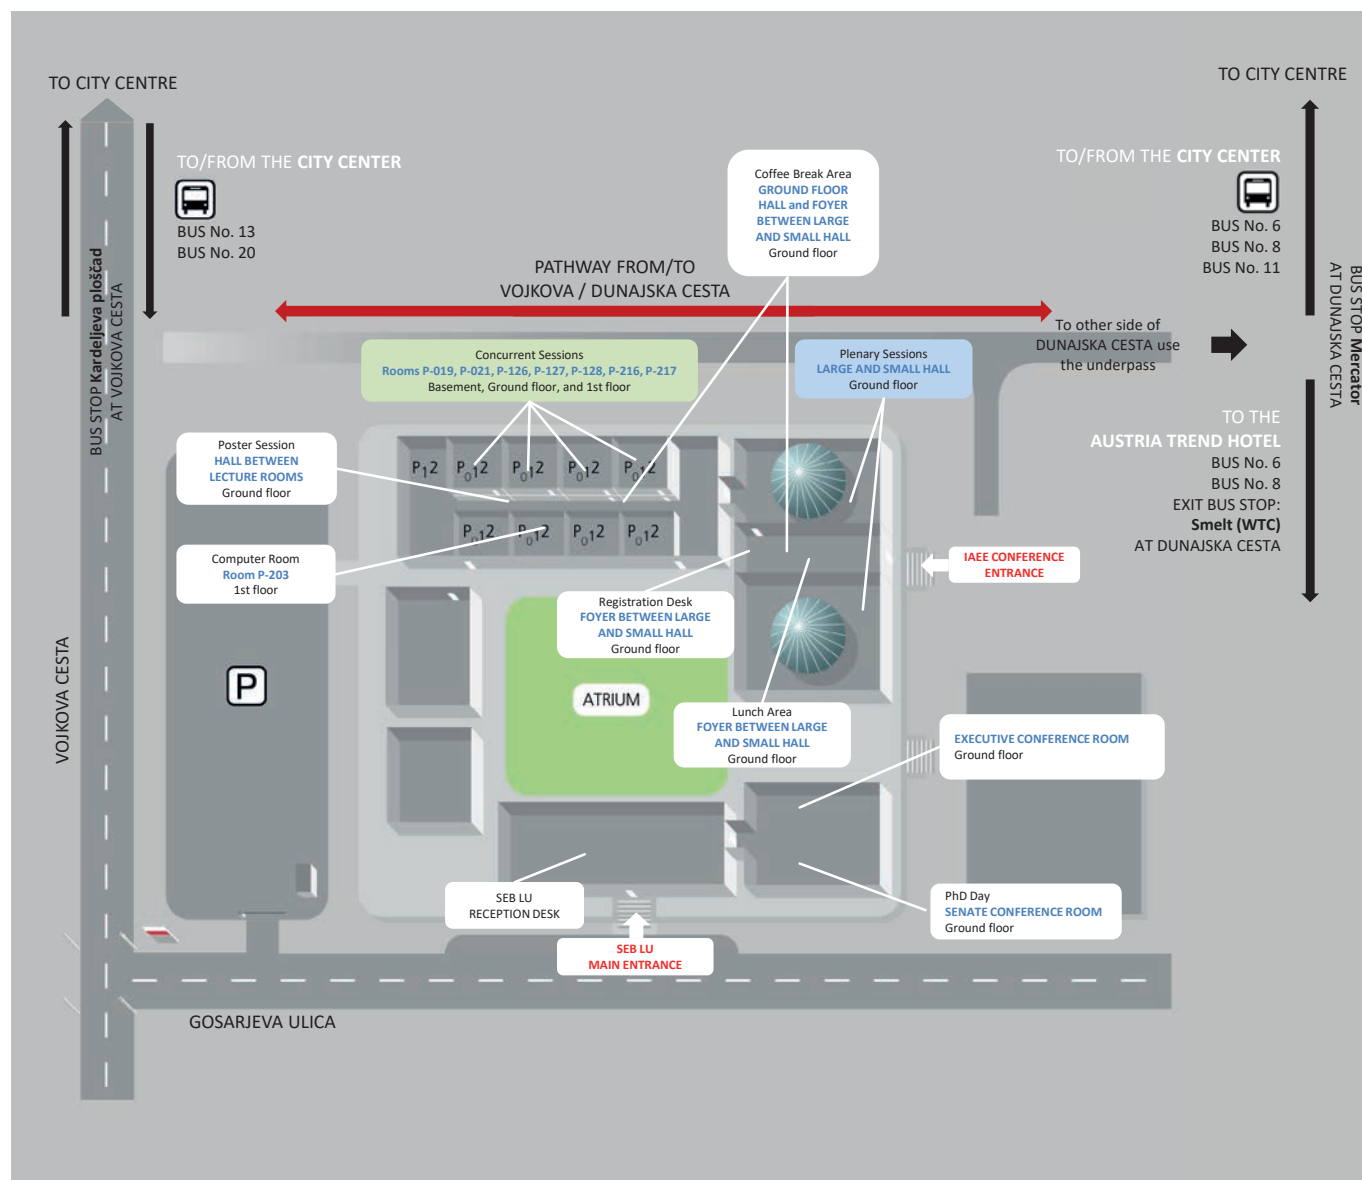 TO CITY CENTRE
TO CITY CENTRE
TO/FROM THE CITY CENTER
BUS No. 13
BUS No. 20
BUS STOP Kardeljeva ploščad
AT VOJKOVA CESTA
VOJKOVA CESTA
Coffee Break Area
GROUND FLOOR
HALL and FOYER
BETWEEN LARGE
AND SMALL HALL
Ground floor
TO/FROM THE CITY CENTER
BUS No. 6
BUS No. 8
BUS No. 11
BUS STOP Mercator
AT DUNAJSKA CESTA
PATHWAY FROM/TO
VOJKOVA / DUNAJSKA CESTA
To other side of
DUNAJSKA CESTA use
the underpass
Concurrent Sessions
Rooms P-019, P-021, P-126, P-127, P-128, P-216, P-217
Basement, Ground floor, and 1st floor
Plenary Sessions
LARGE AND SMALL HALL
Ground floor
TO THE
AUSTRIA TREND HOTEL
BUS No. 6
BUS No. 8
EXIT BUS STOP:
Smelt (WTC)
AT DUNAJSKA CESTA
Poster Session
HALL BETWEEN
LECTURE ROOMS
Ground floor
P12
P012
P012
P012
P012
P012
P012
P012
P012
Computer Room
Room P-203
1st floor
IAEE CONFERENCE
ENTRANCE
Registration Desk
FOYER BETWEEN LARGE
AND SMALL HALL
Ground floor
P
ATRIUM
Lunch Area
FOYER BETWEEN LARGE
AND SMALL HALL
Ground floor
EXECUTIVE CONFERENCE ROOM
Ground floor
SEB LU
RECEPTION DESK
PhD Day
SENATE CONFERENCE ROOM
Ground floor
SEB LU
MAIN ENTRANCE
GOSARJEVA ULICA